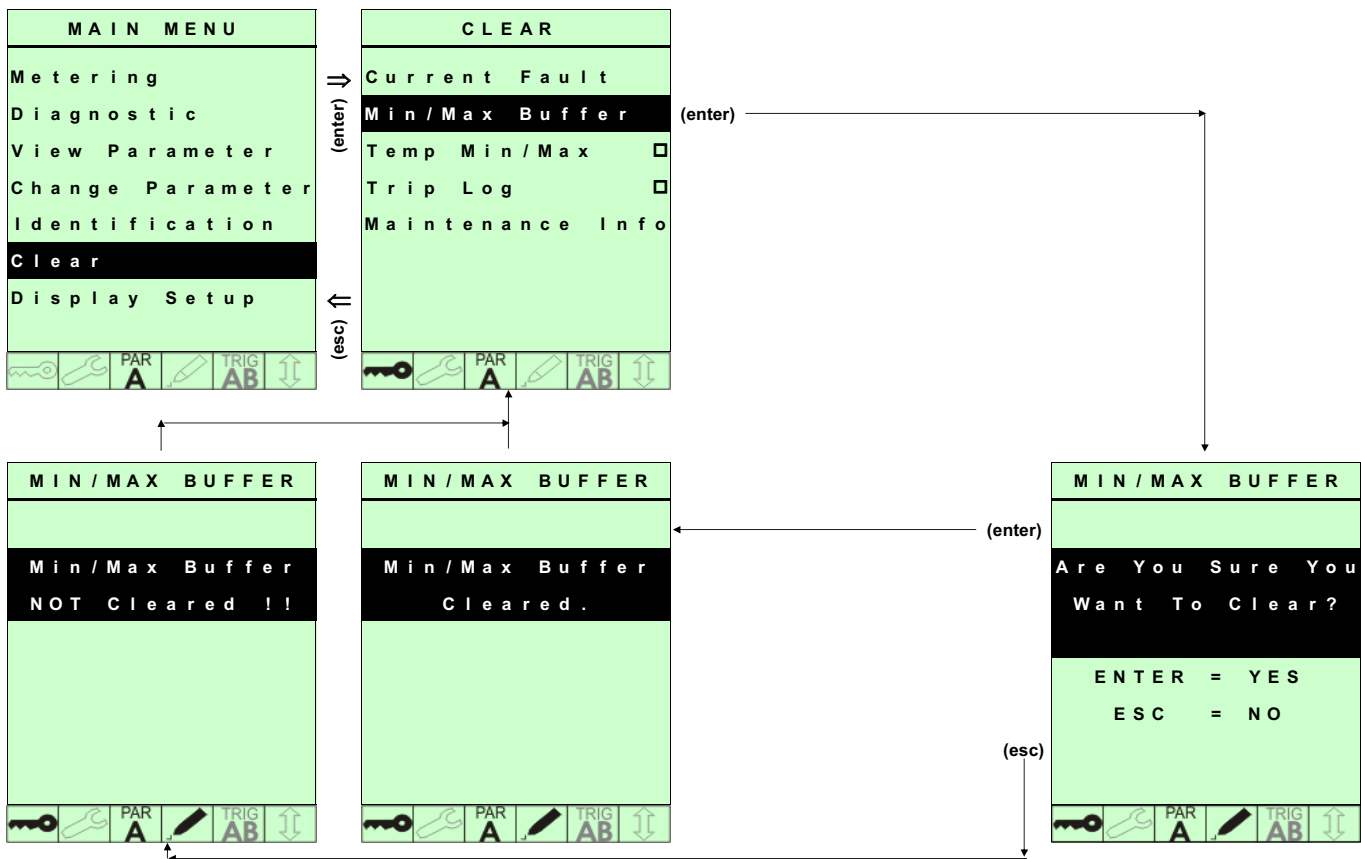 MAIN MENU
Metering
Diagnostic
View Parameter
Change Parameter
Identification
Clear
Display Setup
PAR
A
TRIG
AB
⇒
(enter)
⇐
(esc)
CLEAR
Current Fault
Min/Max Buffer
Temp Min/Max
Trip Log
Maintenance Info
PAR
A
TRIG
AB
(enter)
MIN/MAX BUFFER
Min/Max Buffer
NOT Cleared !!
PAR
A
TRIG
AB
MIN/MAX BUFFER
Min/Max Buffer
Cleared.
PAR
A
TRIG
AB
(enter)
(esc)
MIN/MAX BUFFER
Are You Sure You
Want To Clear?
ENTER = YES
ESC = NO
PAR
A
TRIG
AB